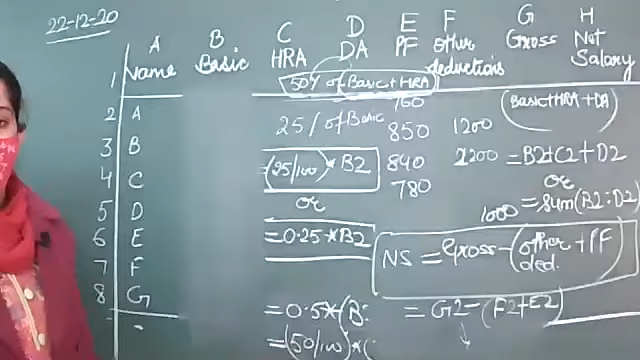 22-12-20
A B C D E F G H
1 Name Basic HRA DA PF Other deductions Gross Net Salary
50% of Basic+HRA
2 A 25% of Basic 760 (Basic+HRA+DA)
850 1200
3 B =(25/100)*B2 840 2200 =B2+C2+D2
4 C or 780 or
5 D 1000 =sum(B2:D2)
6 E =0.25*B2 NS = Gross-(other ded. + PF)
7 F
8 G =0.5*(B2 =G2-(F2+E2)
=(50/100)*(